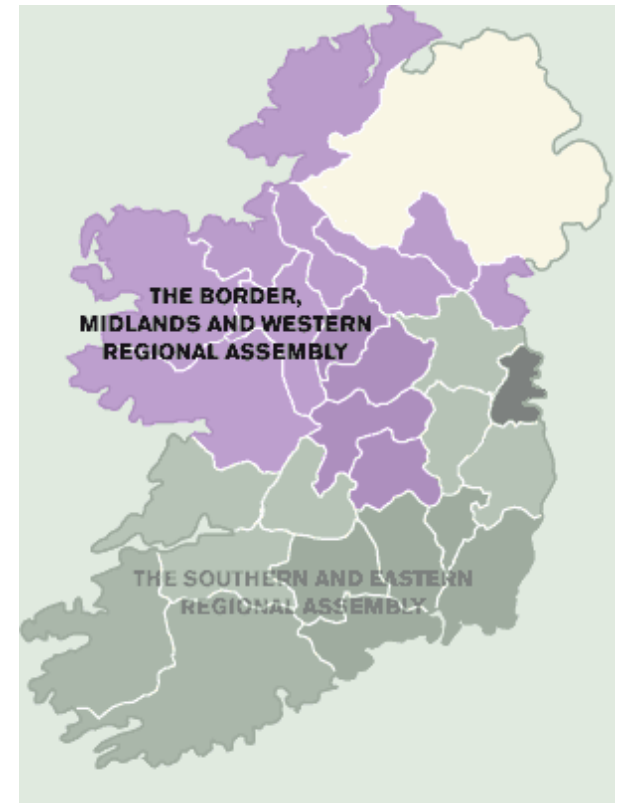 THE BORDER,
MIDLANDS AND WESTERN
REGIONAL ASSEMBLY
THE SOUTHERN AND EASTERN
REGIONAL ASSEMBLY